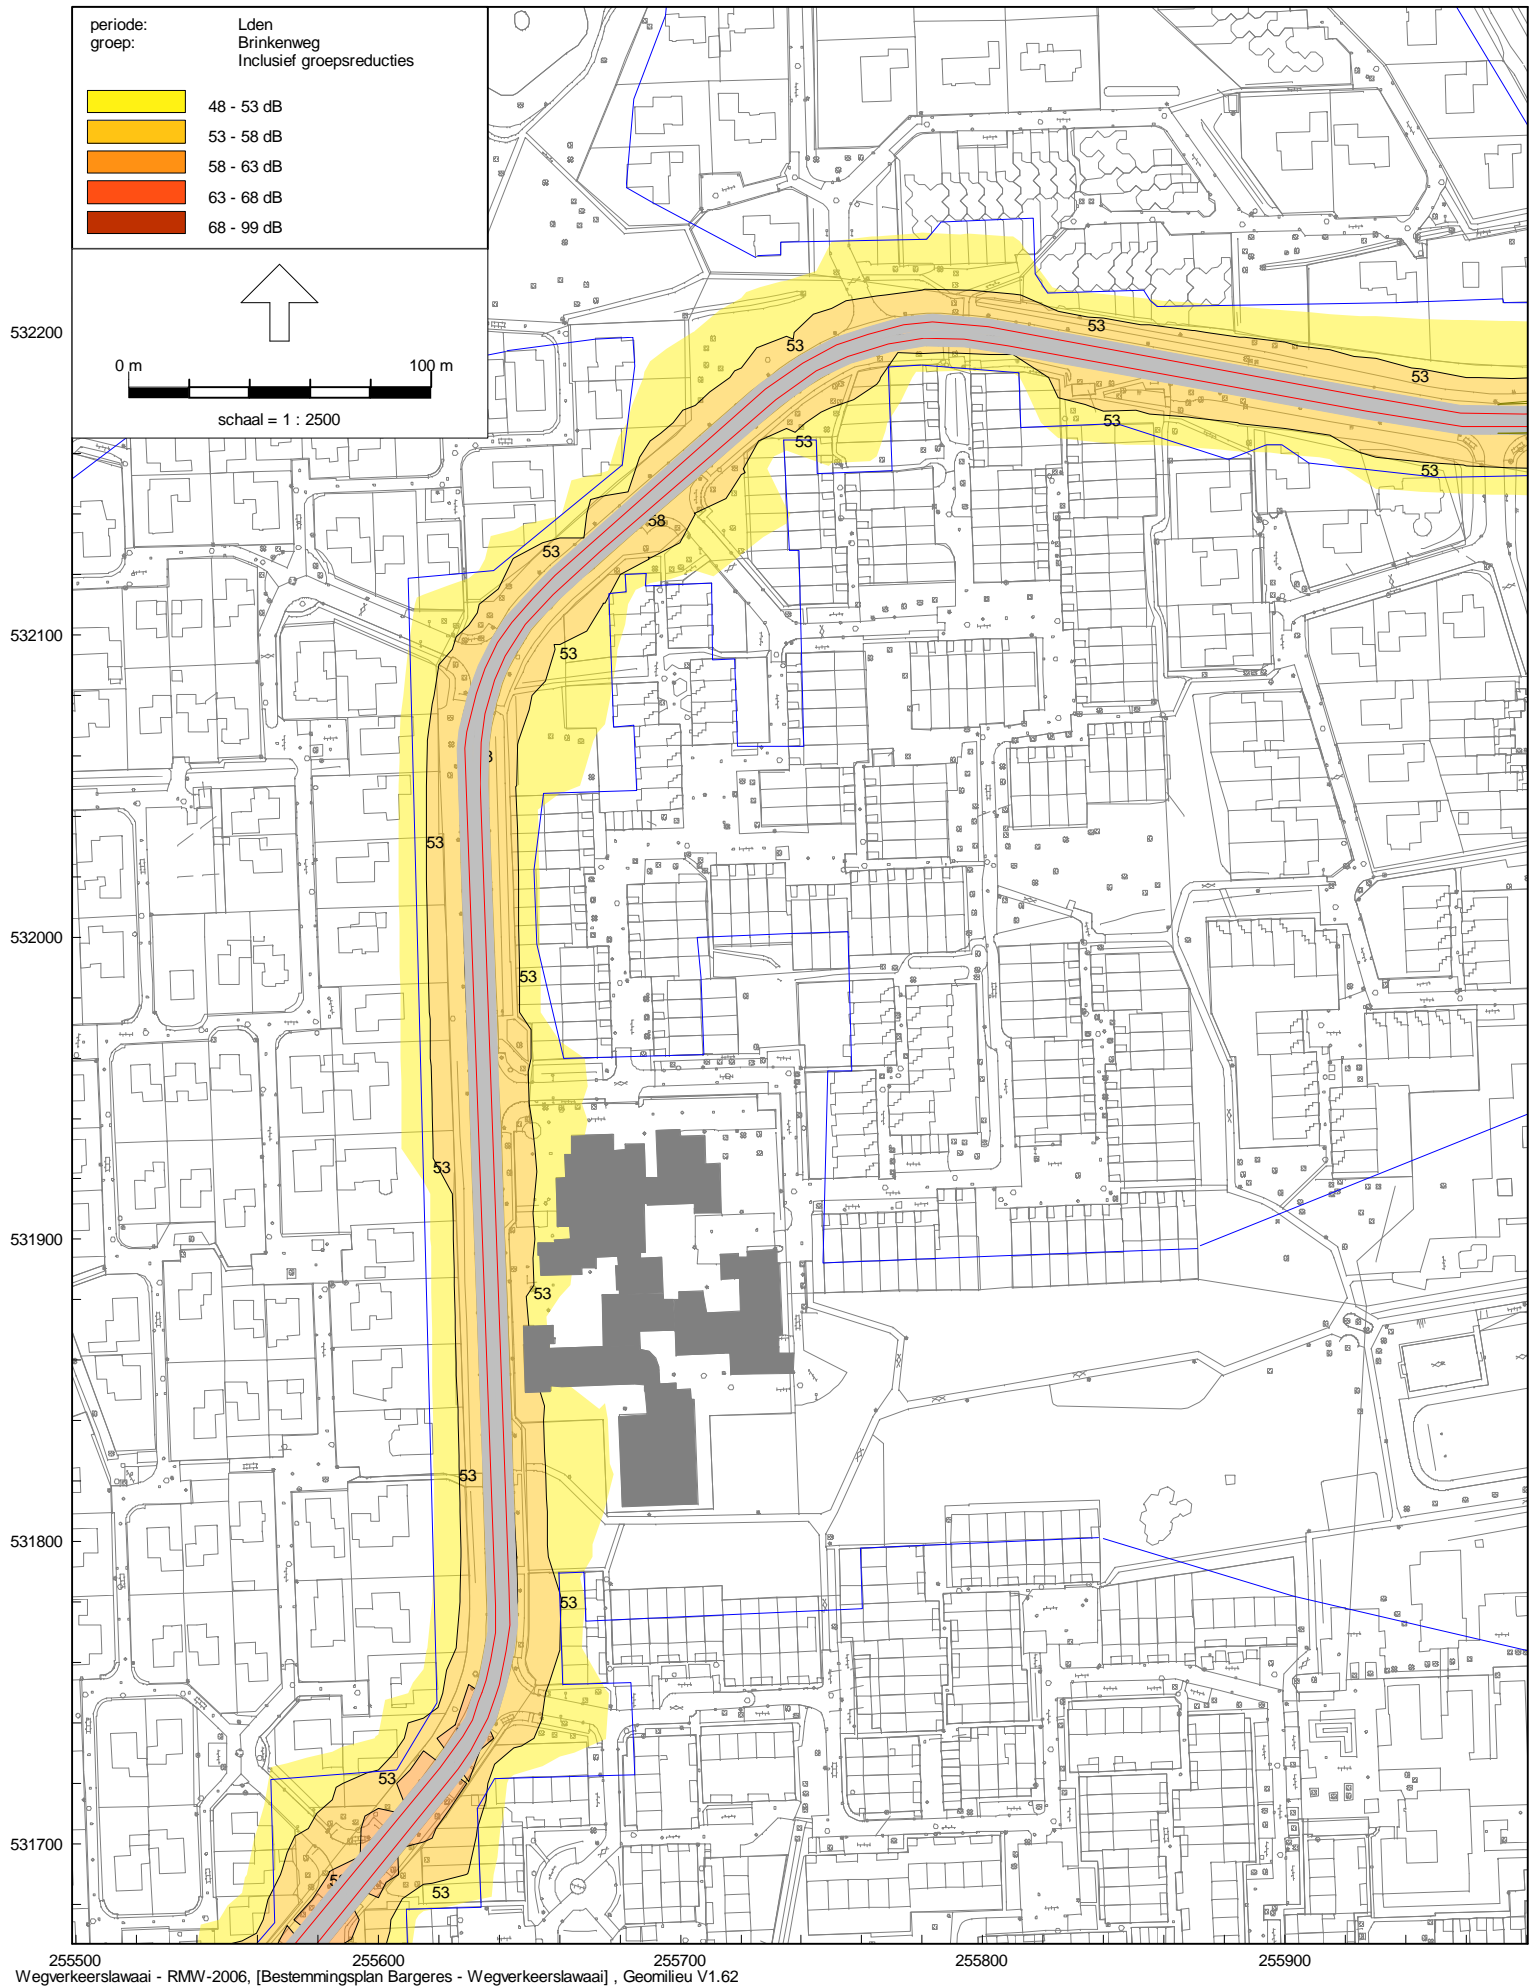 periode: Lden
groep: Brinkenweg
Inclusief groepsreducties
48 - 53 dB
53 - 58 dB
58 - 63 dB
63 - 68 dB
68 - 99 dB
0 m 100 m
schaal = 1 : 2500
53
532200
53
53
53
53
53
58
53
532100
53
53
532000
53
53
531900
53
53
531800
53
53
531700
53
255500 255600 255700 255800 255900
Wegverkeerslawaai - RMW-2006, [Bestemmingsplan Bargeres - Wegverkeerslawaai] , Geomilieu V1.62